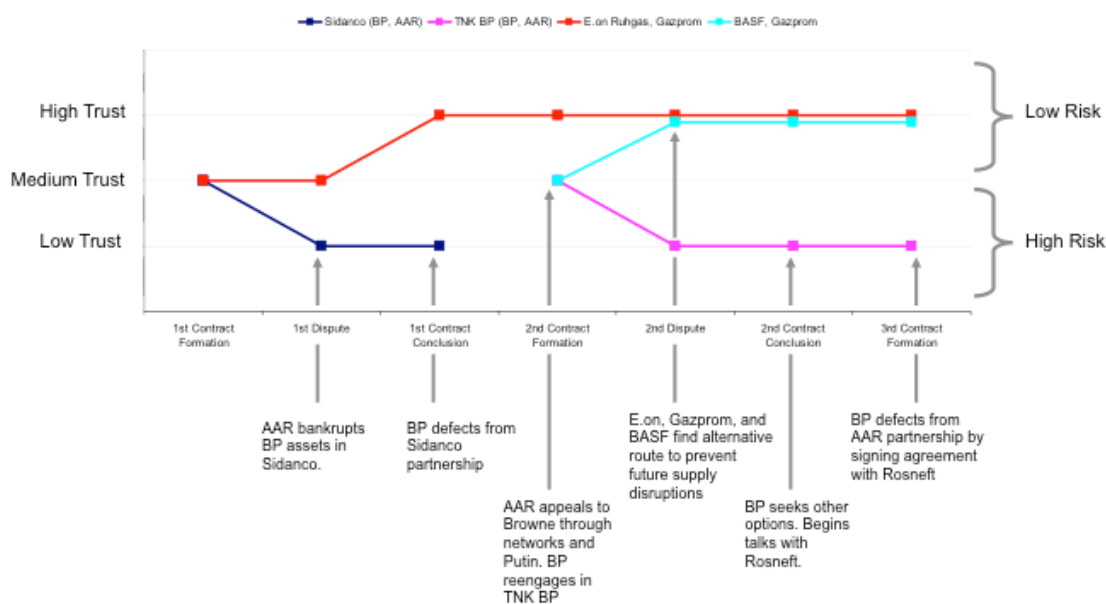 Sidanco (BP, AAR) TNK BP (BP, AAR) E.on Ruhgas, Gazprom BASF, Gazprom
High Trust
Medium Trust
Low Trust
Low Risk
High Risk
1st Contract
Formation
1st Dispute
1st Contract
Conclusion
2nd Contract
Formation
2nd Dispute
2nd Contract
Conclusion
3rd Contract
Formation
AAR bankrupts
BP assets in
Sidanco.
BP defects from
Sidanco
partnership
AAR appeals to
Browne through
networks and
Putin. BP
reengages in
TNK BP
E.on, Gazprom, and
BASF find alternative
route to prevent
future supply
disruptions
BP seeks other
options. Begins
talks with
Rosneft.
BP defects from
AAR partnership by
signing agreement
with Rosneft